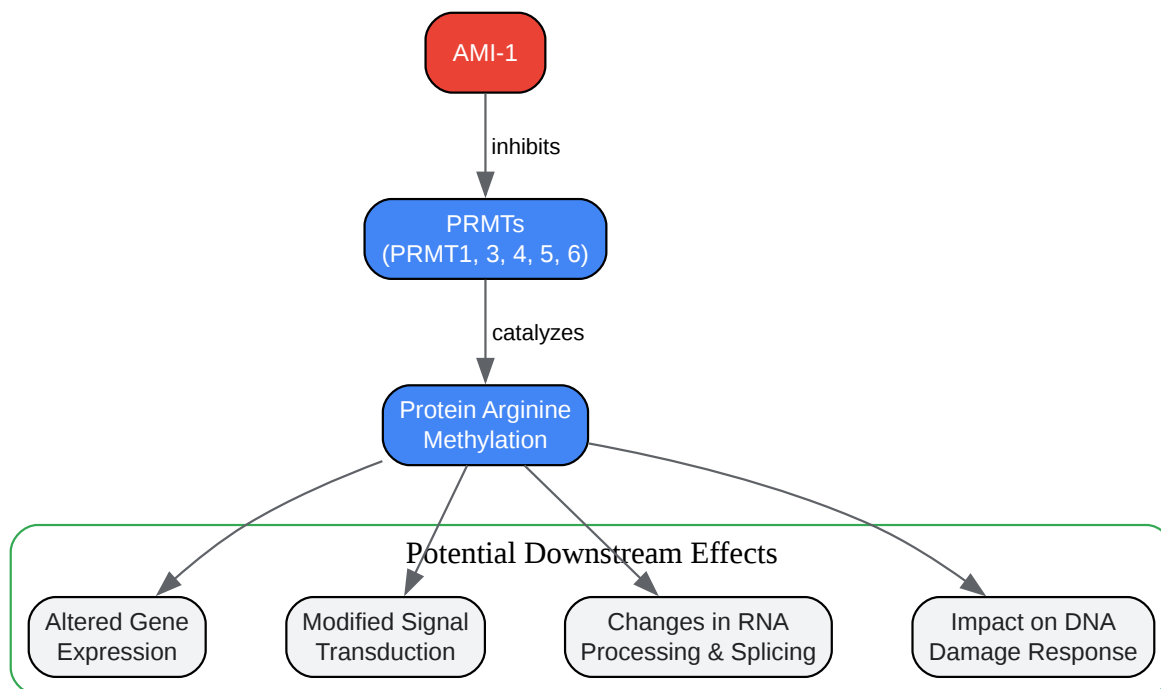 AMI-1
inhibits
PRMTs
(PRMT1, 3, 4, 5, 6)
catalyzes
Protein Arginine
Methylation
Potential Downstream Effects
Altered Gene
Expression
Modified Signal
Transduction
Changes in RNA
Processing & Splicing
Impact on DNA
Damage Response